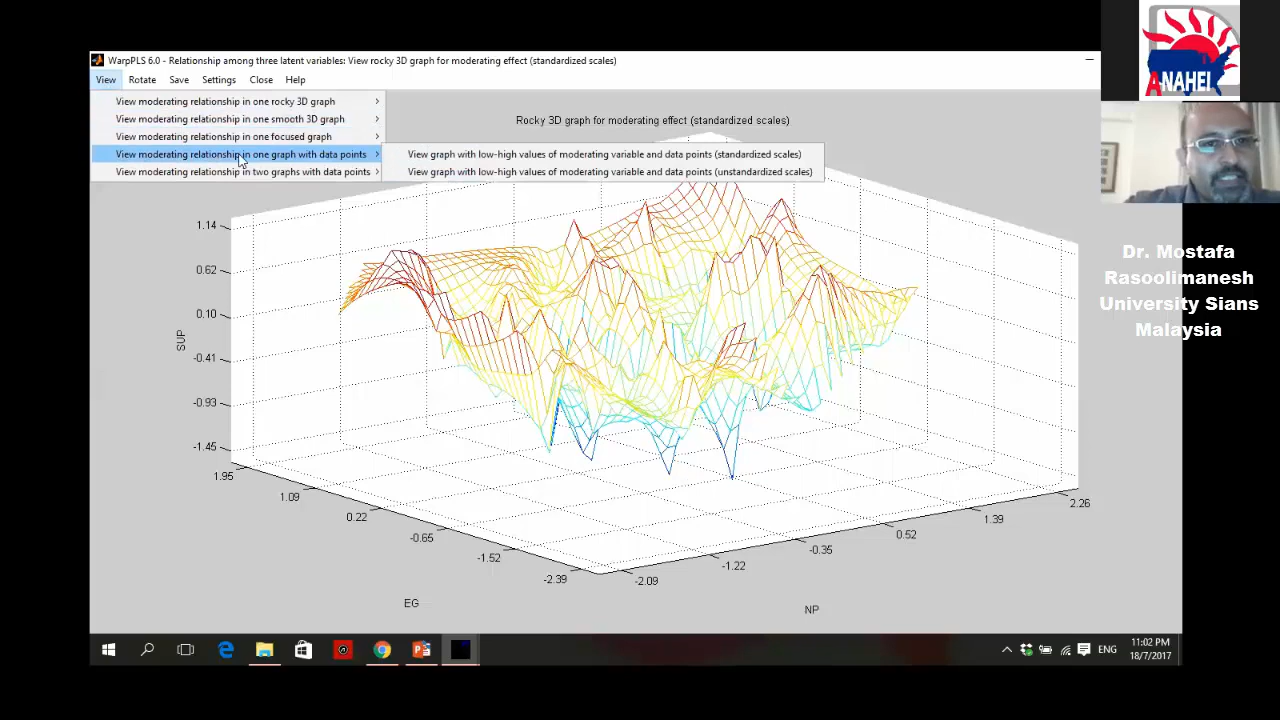 WarpPLS 6.0 - Relationship among three latent variables: View rocky 3D graph for moderating effect (standardized scales)
View Rotate Save Settings Close Help
View moderating relationship in one rocky 3D graph
View moderating relationship in one smooth 3D graph
View moderating relationship in one focused graph
View moderating relationship in one graph with data points
View moderating relationship in two graphs with data points
View graph with low-high values of moderating variable and data points (standardized scales)
View graph with low-high values of moderating variable and data points (unstandardized scales)
Rocky 3D graph for moderating effect (standardized scales)
1.14
0.62
0.10
-0.41
-0.93
-1.45
SUP
1.95
1.09
0.22
-0.65
-1.52
-2.39
EG
-2.09
-1.22
-0.35
0.52
1.39
2.26
NP
ANAHEI
Dr. Mostafa
Rasoolimanesh
University Sians
Malaysia
ENG
11:02 PM
18/7/2017